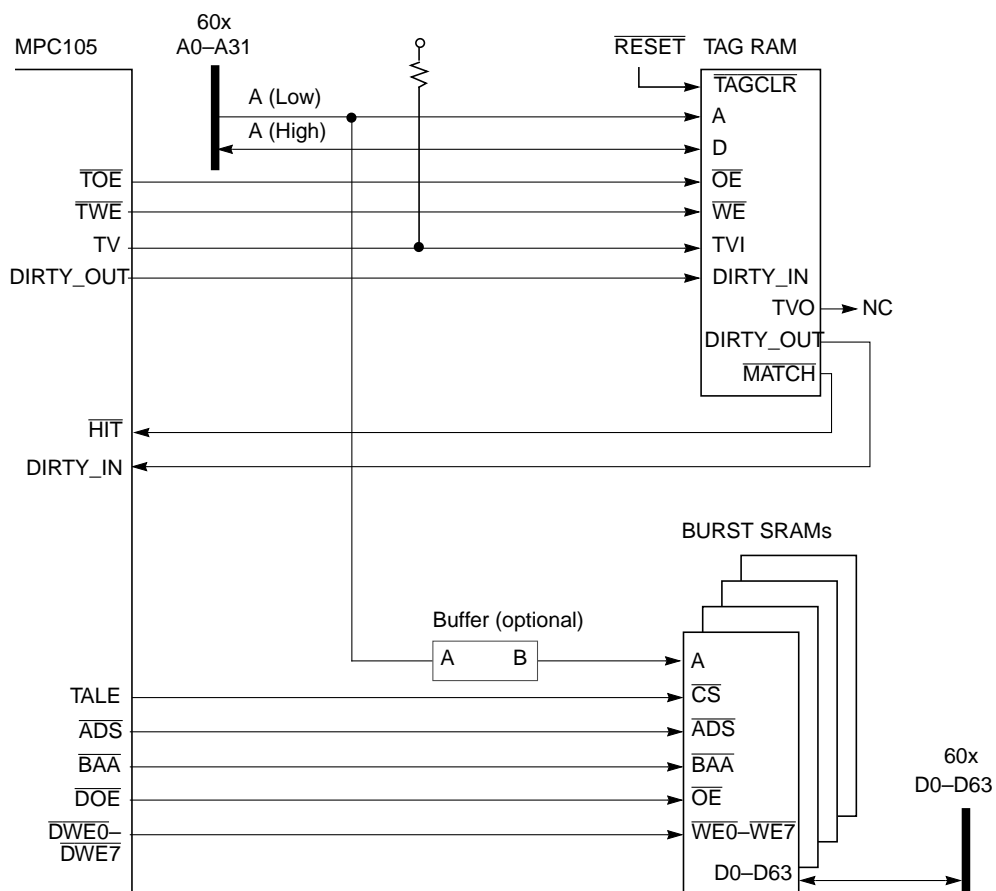 60x
MPC105 A0–A31 RESET TAG RAM
TAGCLR
A (Low) A
A (High) D
TOE OE
TWE WE
TV TVI
DIRTY_OUT DIRTY_IN
TVO NC
DIRTY_OUT
MATCH
HIT
DIRTY_IN
BURST SRAMs
Buffer (optional)
A B A
TALE CS
ADS ADS
BAA BAA
60x
DOE OE D0–D63
DWE0– WE0–WE7
DWE7
D0–D63